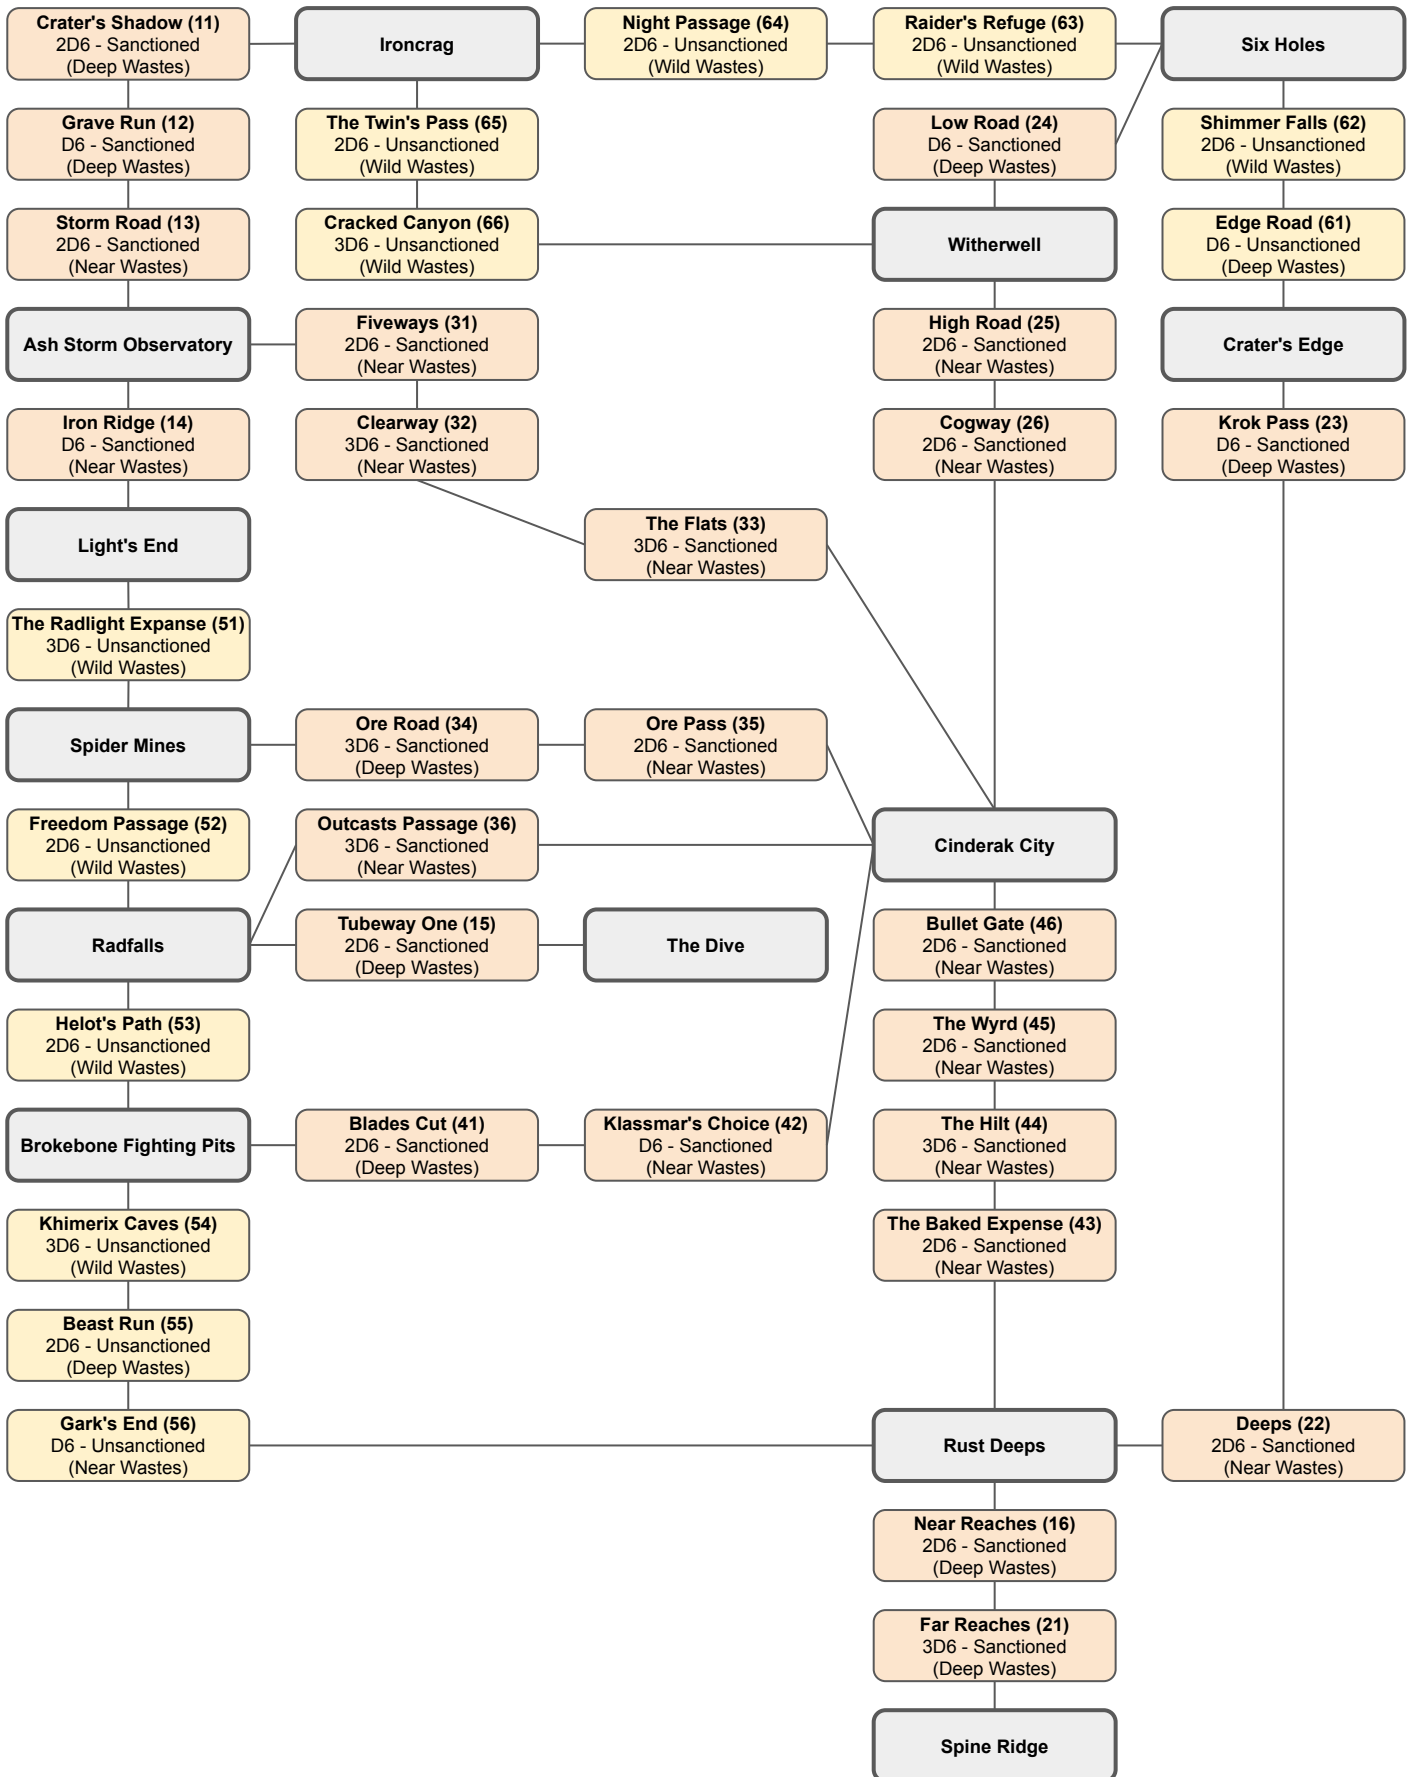 Crater's Shadow (11)
2D6 - Sanctioned
(Deep Wastes)
Ironcrag
Night Passage (64)
2D6 - Unsanctioned
(Wild Wastes)
Raider's Refuge (63)
2D6 - Unsanctioned
(Wild Wastes)
Six Holes
Grave Run (12)
D6 - Sanctioned
(Deep Wastes)
The Twin's Pass (65)
2D6 - Unsanctioned
(Wild Wastes)
Low Road (24)
D6 - Sanctioned
(Deep Wastes)
Shimmer Falls (62)
2D6 - Unsanctioned
(Wild Wastes)
Storm Road (13)
2D6 - Sanctioned
(Near Wastes)
Cracked Canyon (66)
3D6 - Unsanctioned
(Wild Wastes)
Witherwell
Edge Road (61)
D6 - Unsanctioned
(Deep Wastes)
Ash Storm Observatory
Fiveways (31)
2D6 - Sanctioned
(Near Wastes)
High Road (25)
2D6 - Sanctioned
(Near Wastes)
Crater's Edge
Iron Ridge (14)
D6 - Sanctioned
(Near Wastes)
Clearway (32)
3D6 - Sanctioned
(Near Wastes)
Cogway (26)
2D6 - Sanctioned
(Near Wastes)
Krok Pass (23)
D6 - Sanctioned
(Deep Wastes)
Light's End
The Flats (33)
3D6 - Sanctioned
(Near Wastes)
The Radlight Expanse (51)
3D6 - Unsanctioned
(Wild Wastes)
Spider Mines
Ore Road (34)
3D6 - Sanctioned
(Deep Wastes)
Ore Pass (35)
2D6 - Sanctioned
(Near Wastes)
Freedom Passage (52)
2D6 - Unsanctioned
(Wild Wastes)
Outcasts Passage (36)
3D6 - Sanctioned
(Near Wastes)
Cinderak City
Radfalls
Tubeway One (15)
2D6 - Sanctioned
(Deep Wastes)
The Dive
Bullet Gate (46)
2D6 - Sanctioned
(Near Wastes)
Helot's Path (53)
2D6 - Unsanctioned
(Wild Wastes)
The Wyrd (45)
2D6 - Sanctioned
(Near Wastes)
Brokebone Fighting Pits
Blades Cut (41)
2D6 - Sanctioned
(Deep Wastes)
Klassmar's Choice (42)
D6 - Sanctioned
(Near Wastes)
The Hilt (44)
3D6 - Sanctioned
(Near Wastes)
Khimerix Caves (54)
3D6 - Unsanctioned
(Wild Wastes)
The Baked Expense (43)
2D6 - Sanctioned
(Near Wastes)
Beast Run (55)
2D6 - Unsanctioned
(Deep Wastes)
Gark's End (56)
D6 - Unsanctioned
(Near Wastes)
Rust Deeps
Deeps (22)
2D6 - Sanctioned
(Near Wastes)
Near Reaches (16)
2D6 - Sanctioned
(Deep Wastes)
Far Reaches (21)
3D6 - Sanctioned
(Deep Wastes)
Spine Ridge